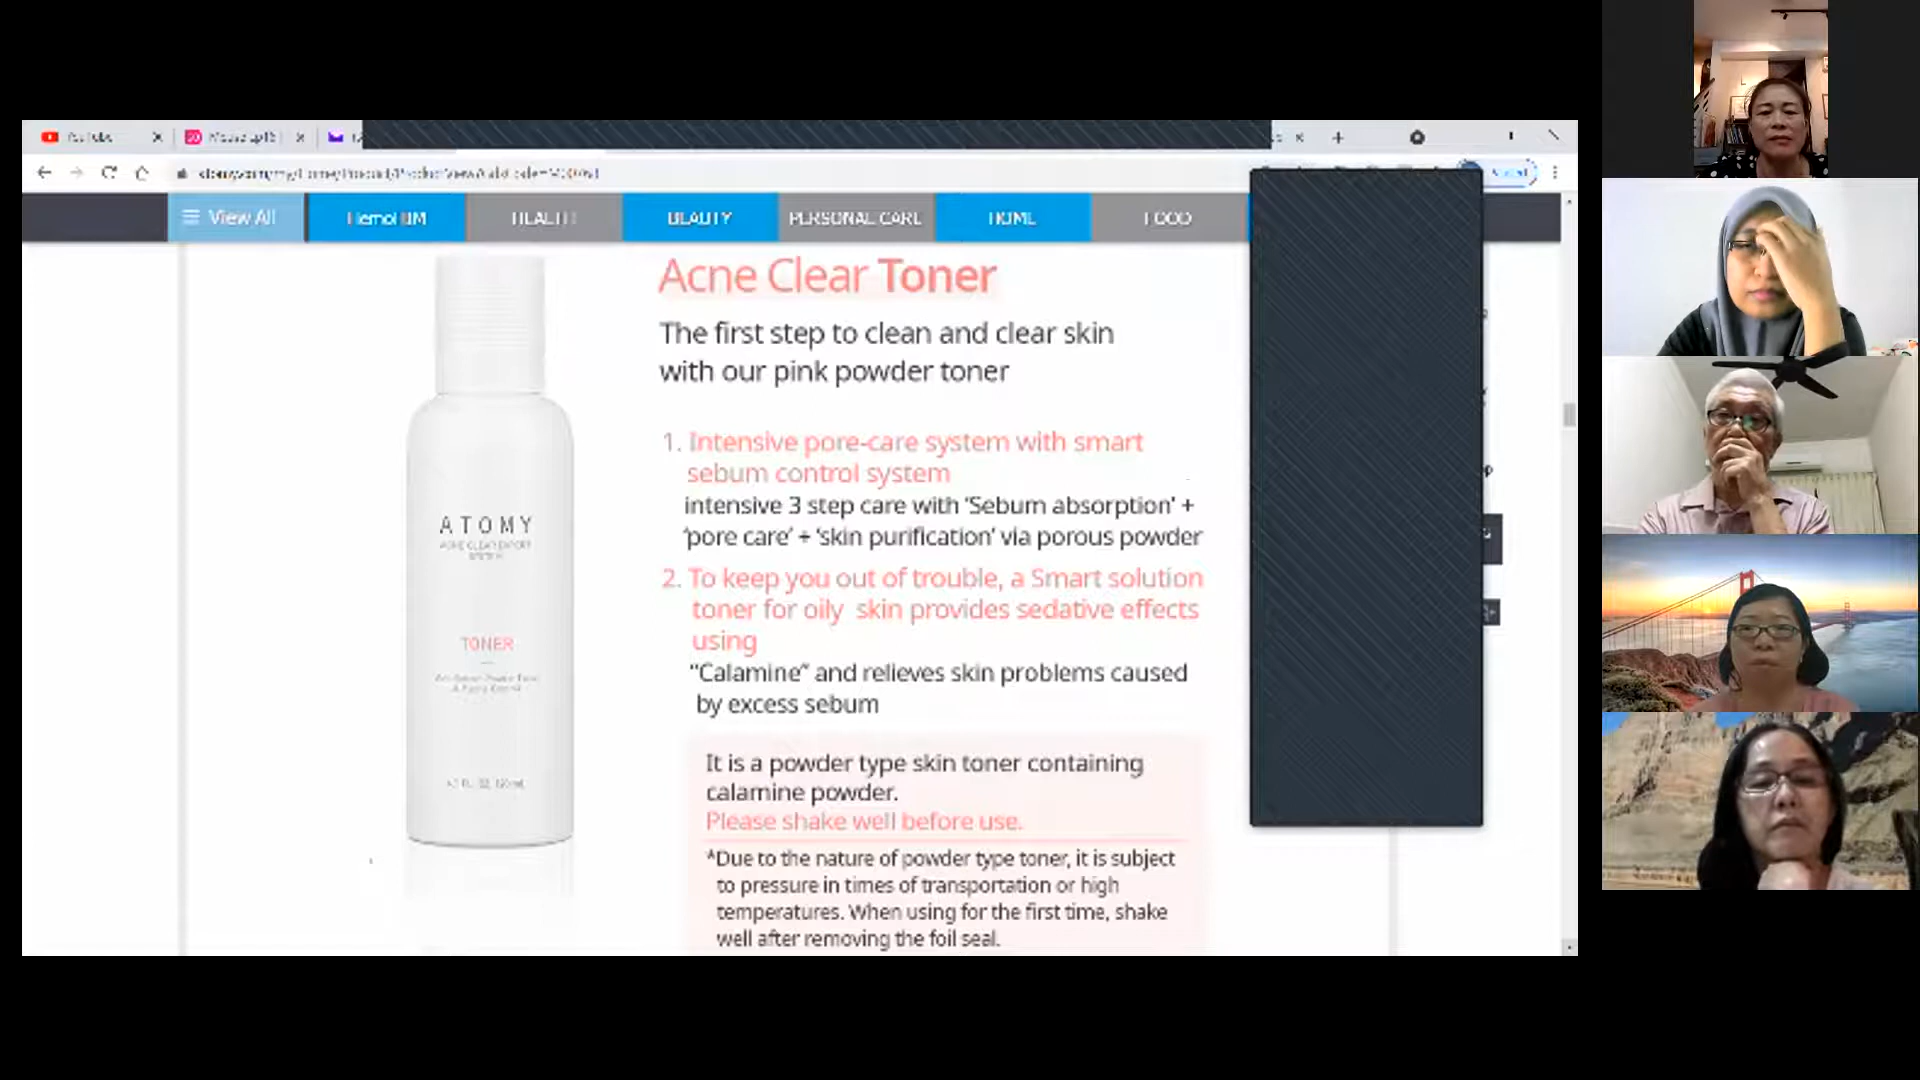 YouTube
View All
HemoHIM
HEALTH
BEAUTY
PERSONAL CARE
HOME
FOOD
Acne Clear Toner
The first step to clean and clear skin
with our pink powder toner
1. Intensive pore-care system with smart
sebum control system
intensive 3 step care with ‘Sebum absorption’ +
‘pore care’ + ‘skin purification’ via porous powder
2. To keep you out of trouble, a Smart solution
toner for oily skin provides sedative effects
using
“Calamine” and relieves skin problems caused
by excess sebum
It is a powder type skin toner containing
calamine powder.
Please shake well before use.
*Due to the nature of powder type toner, it is subject
to pressure in times of transportation or high
temperatures. When using for the first time, shake
well after removing the foil seal.
ATOMY
ACNE CLEAR EXPERT
SYSTEM
TONER